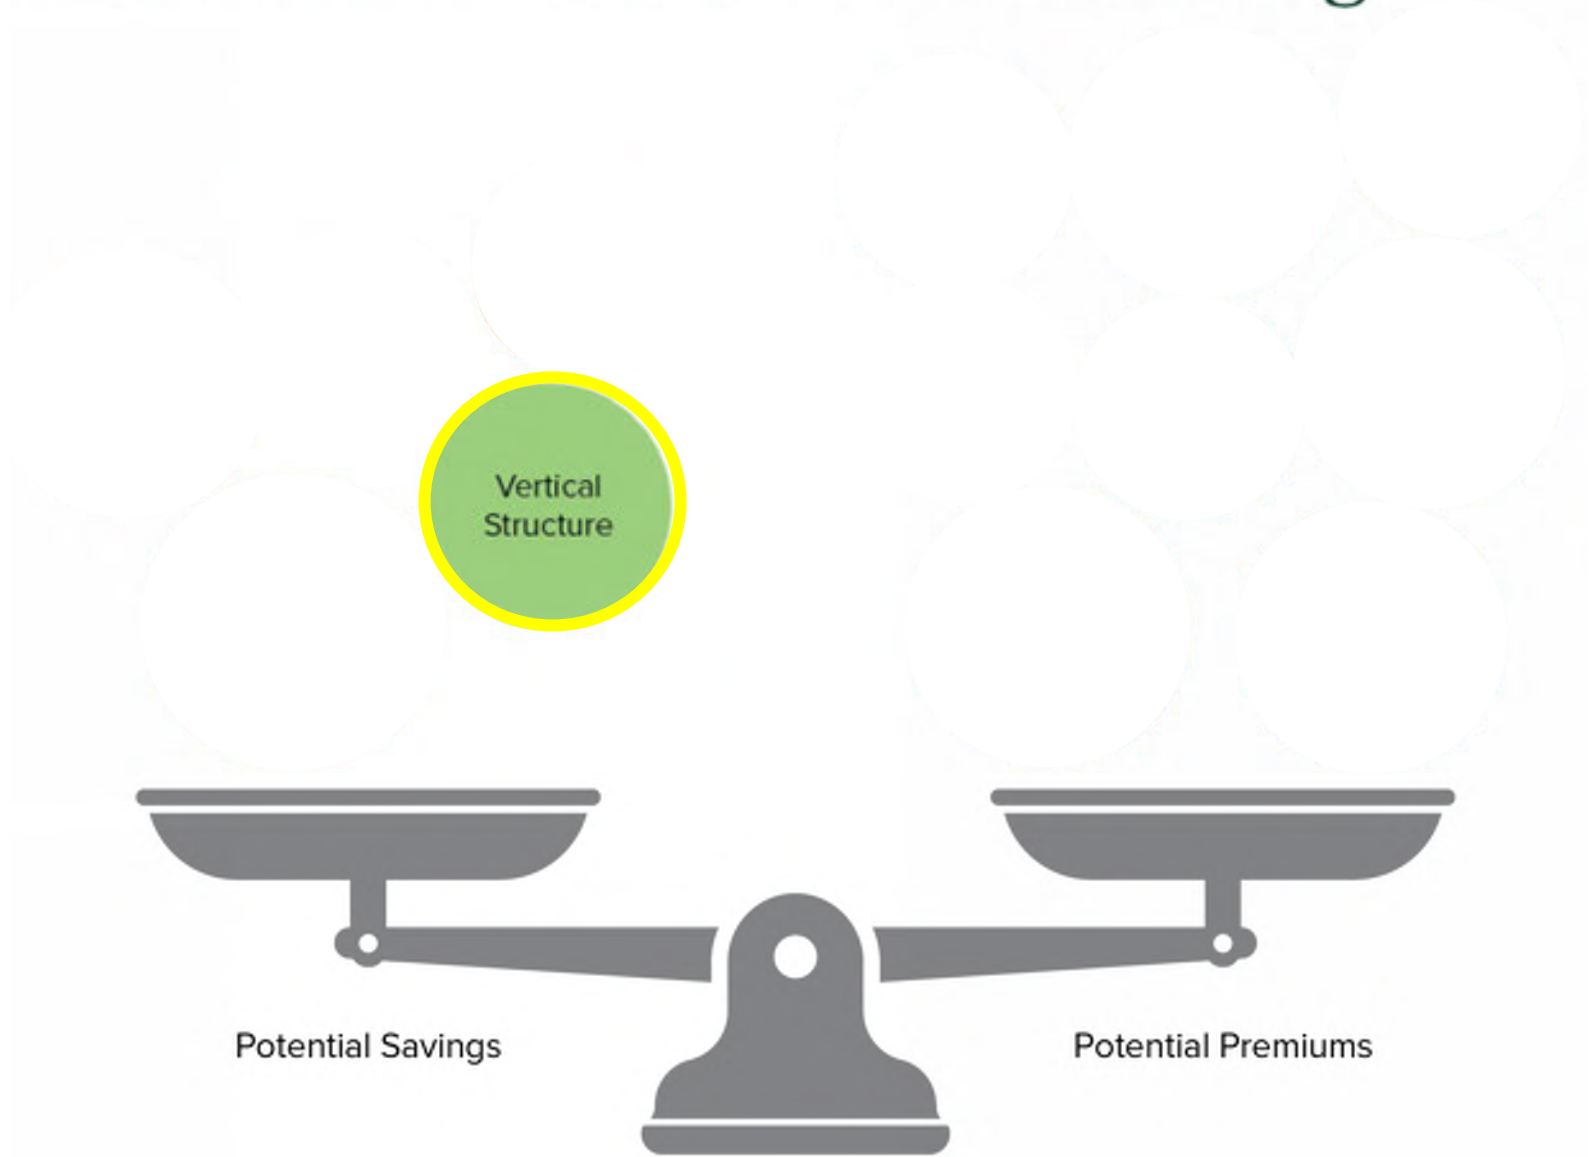 Vertical
Structure
Potential Savings
Potential Premiums